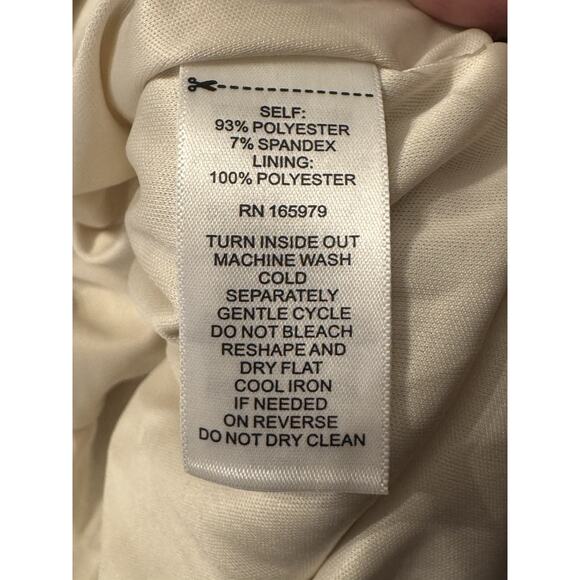 SELF:
93% POLYESTER
7% SPANDEX
LINING:
100% POLYESTER
RN 165979
TURN INSIDE OUT
MACHINE WASH
COLD
SEPARATELY
GENTLE CYCLE
DO NOT BLEACH
RESHAPE AND
DRY FLAT
COOL IRON
IF NEEDED
ON REVERSE
DO NOT DRY CLEAN